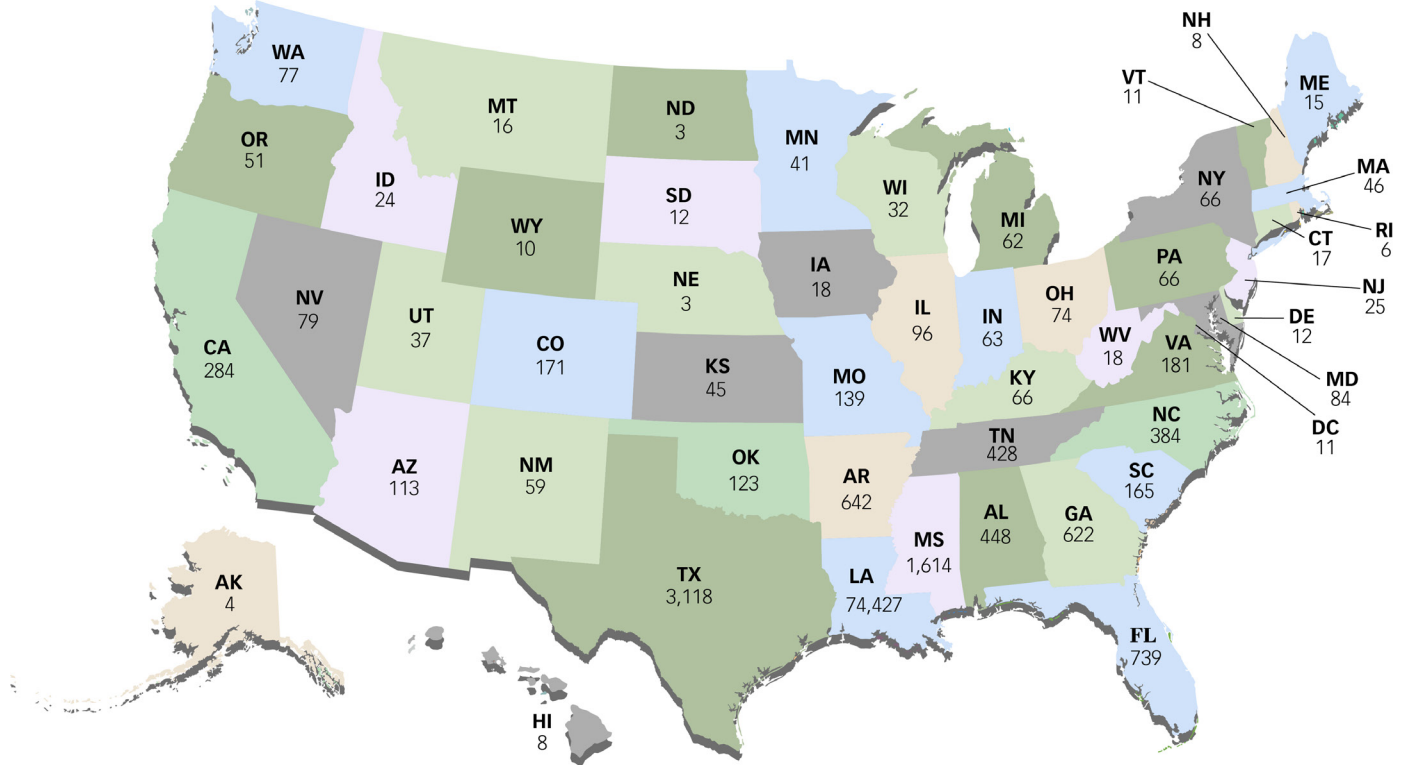 NH
8
WA
77
VT
11
ME
15
MT
16
ND
3
MN
41
OR
51
ID
24
SD
12
WI
32
NY
66
MA
46
MI
62
WY
10
RI
6
CT
17
PA
66
IA
18
NE
3
NJ
25
NV
79
UT
37
CO
171
IL
96
IN
63
OH
74
DE
12
WV
18
VA
181
CA
284
KS
45
MO
139
KY
66
MD
84
NC
384
DC
11
TN
428
AZ
113
NM
59
OK
123
AR
642
SC
165
AL
448
GA
622
MS
1,614
AK
4
TX
3,118
LA
74,427
FL
739
HI
8